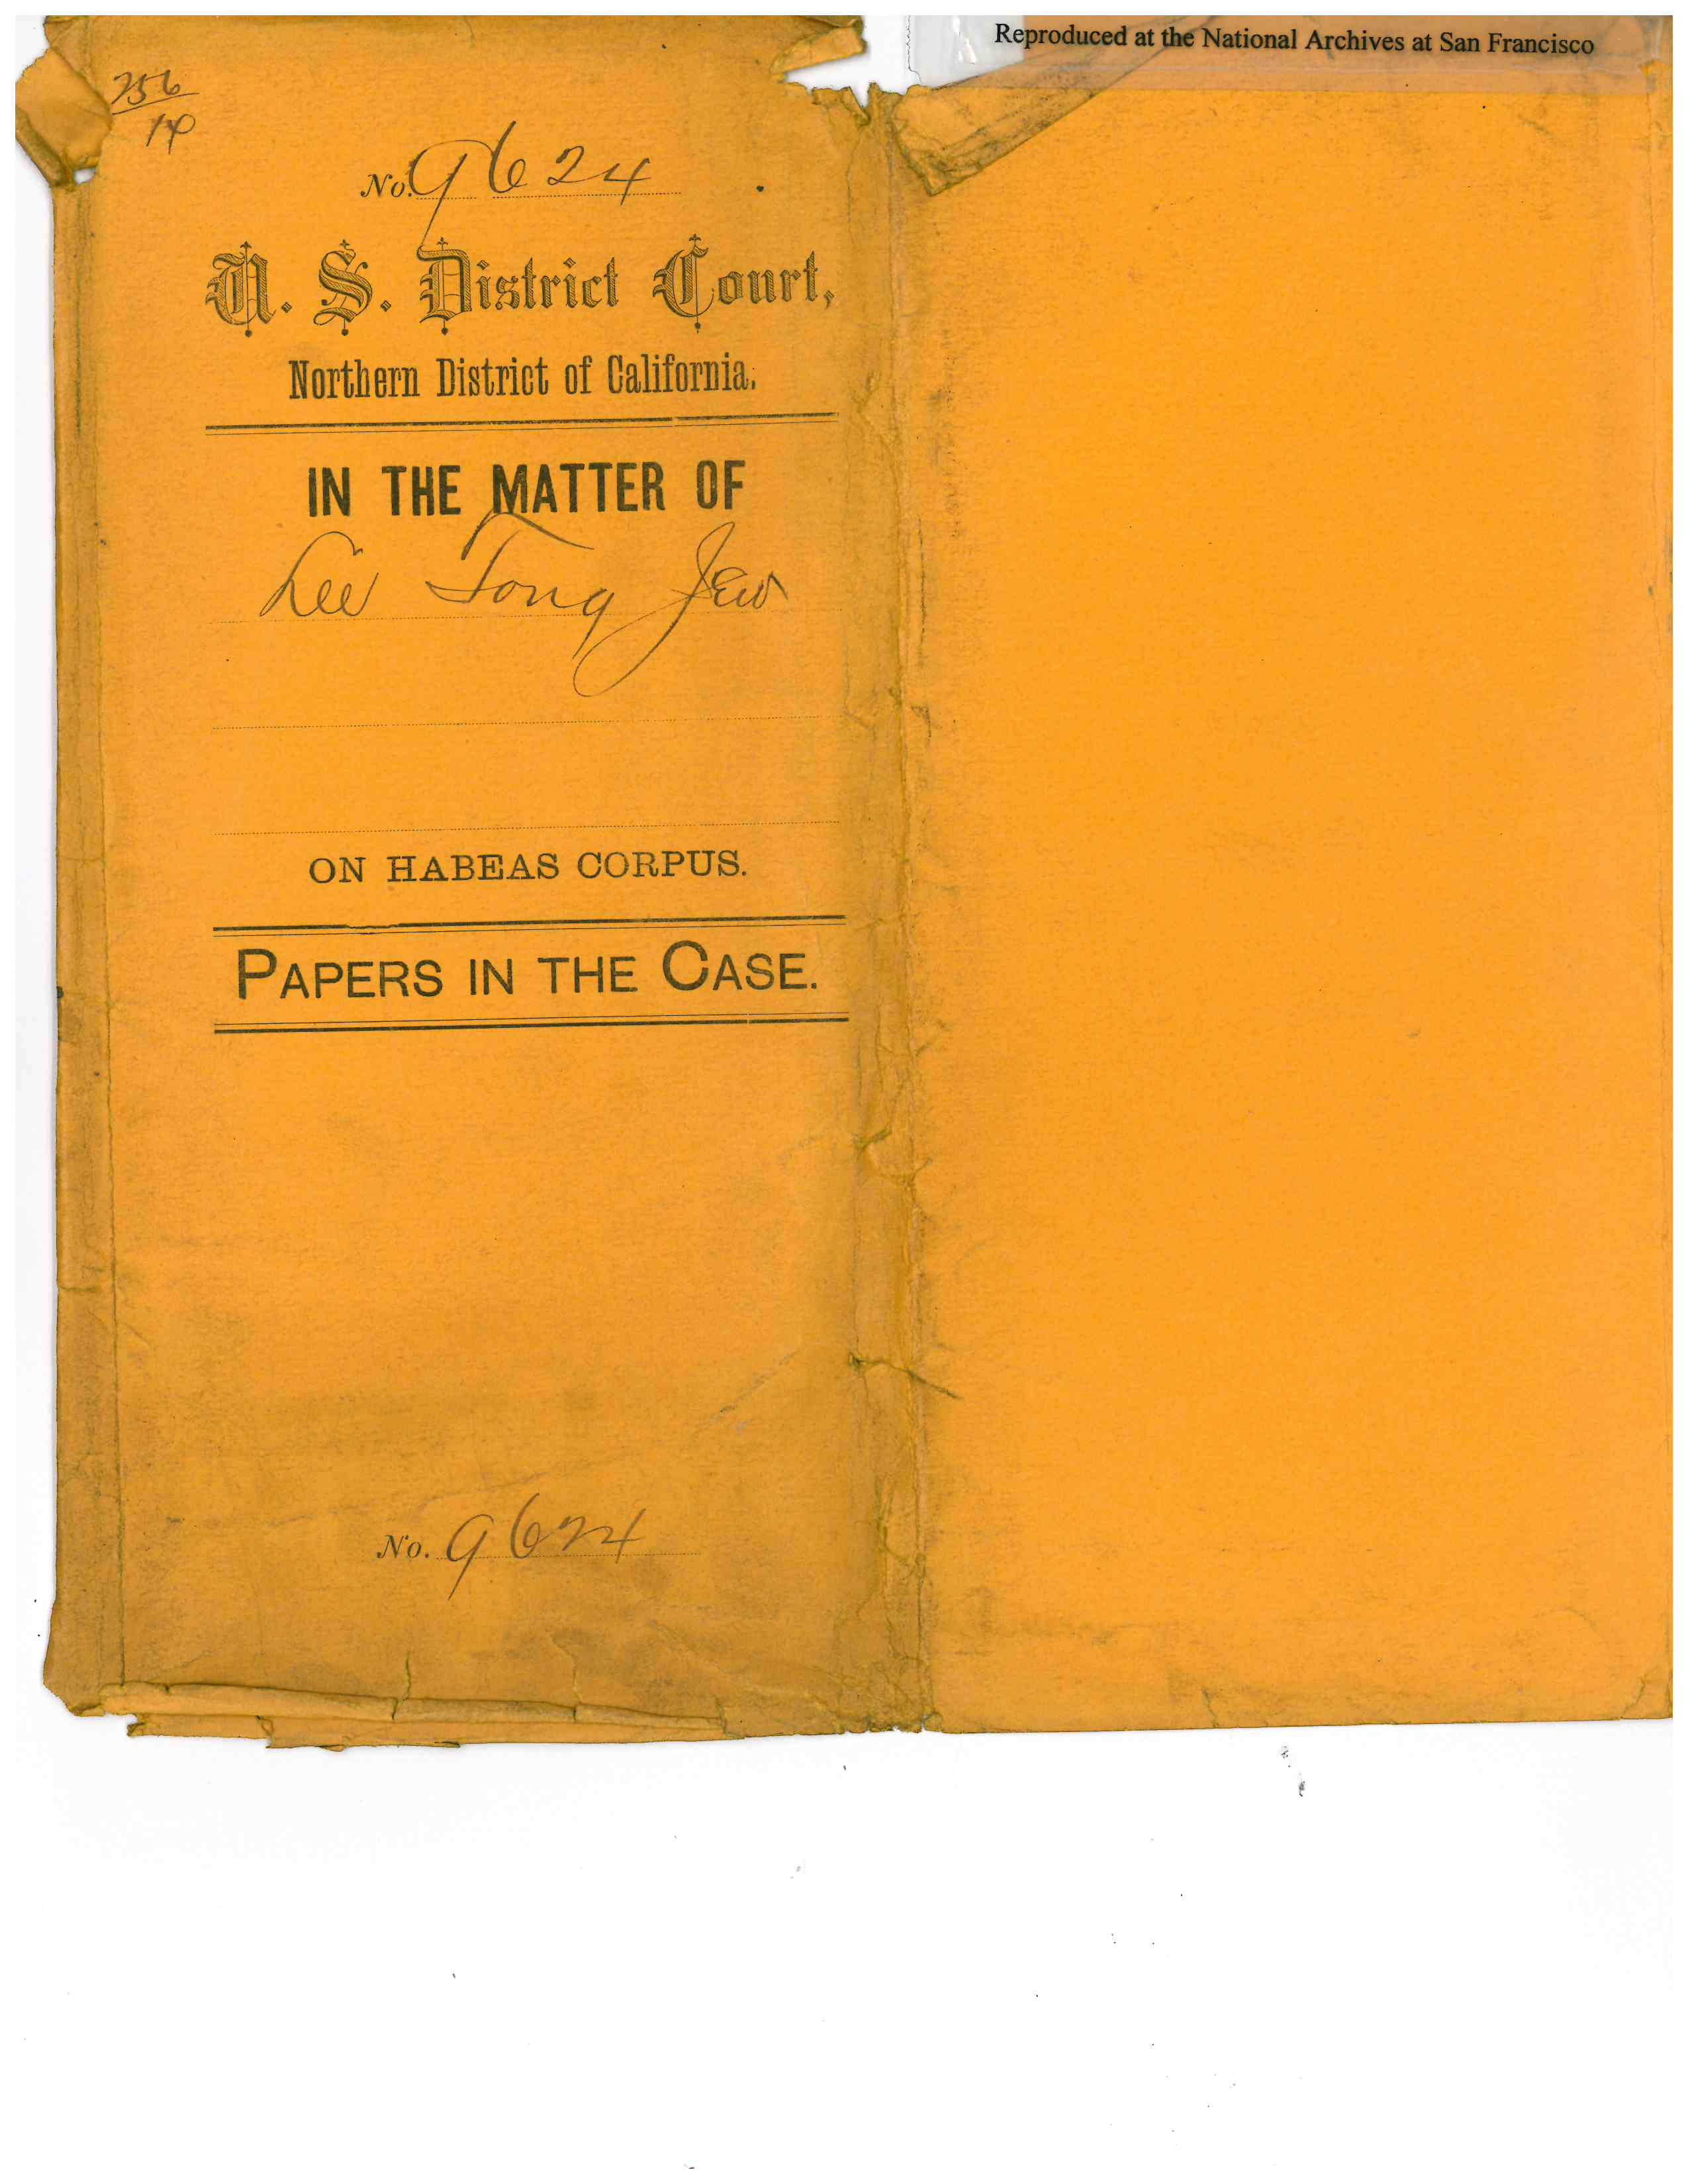 Reproduced at the National Archives at San Francisco
256
14
No. 9624
U. S. District Court,
Northern District of California.
IN THE MATTER OF
Lee Tong Jew
ON HABEAS CORPUS.
PAPERS IN THE CASE.
No. 9624